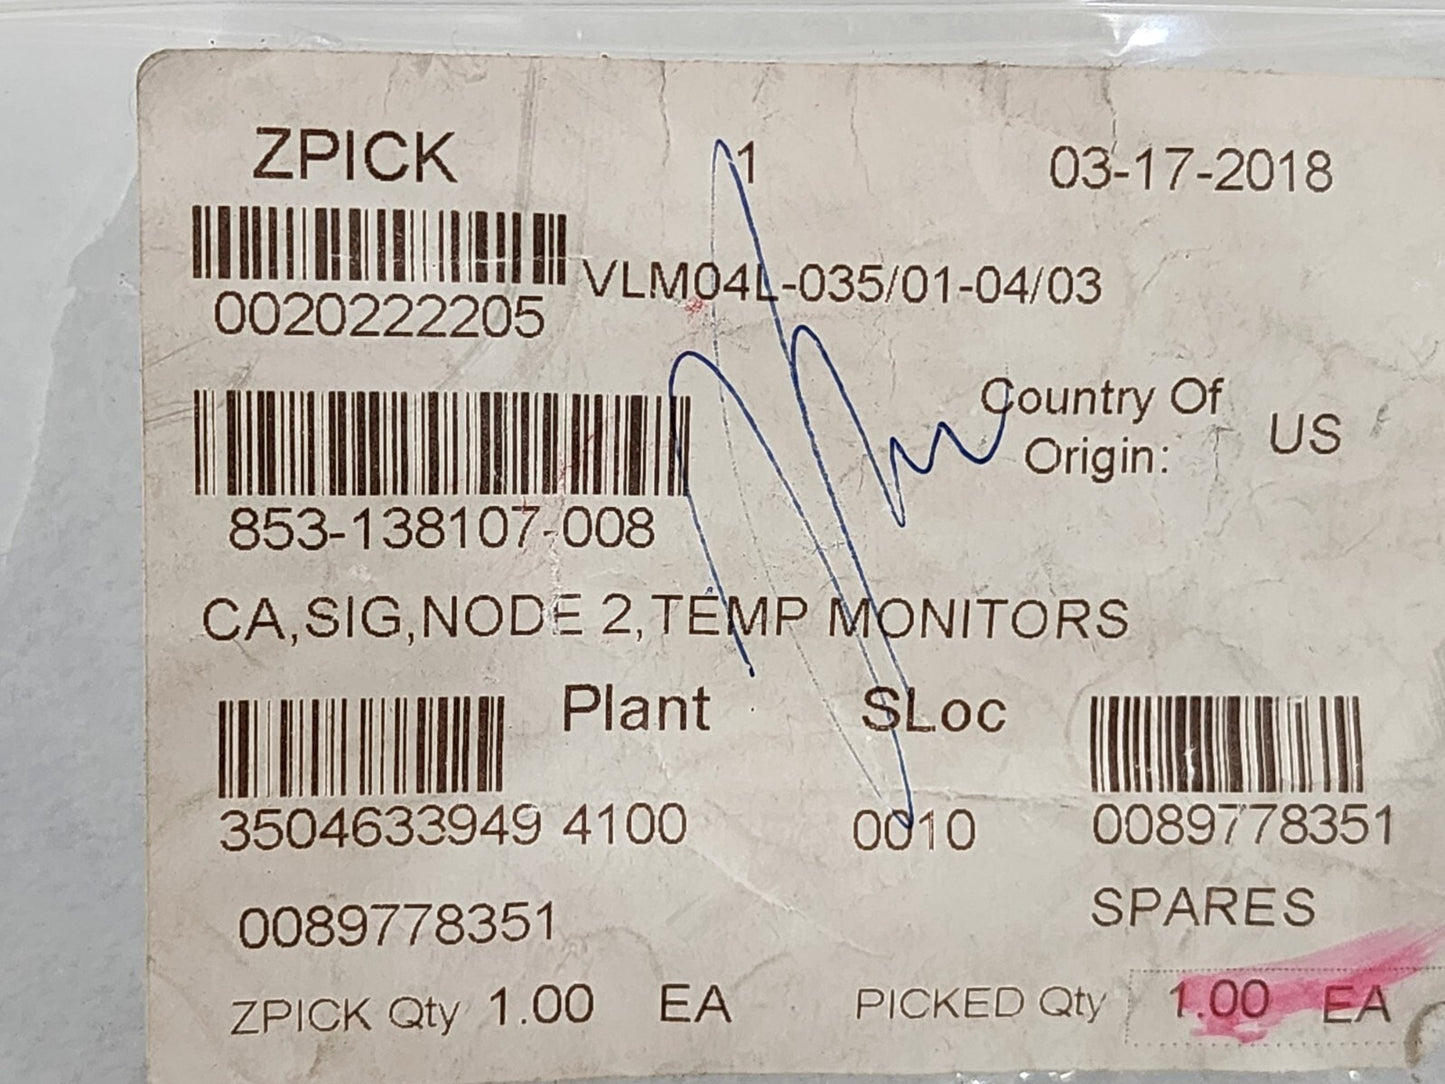 ZPICK 1 03-17-2018
VLM04L-035/01-04/03
0020222205
Country Of
Origin: US
853-138107-008
CA,SIG,NODE 2,TEMP MONITORS
Plant SLoc
3504633949 4100 0010 0089778351
0089778351 SPARES
ZPICK Qty 1.00 EA PICKED Qty 1.00 EA